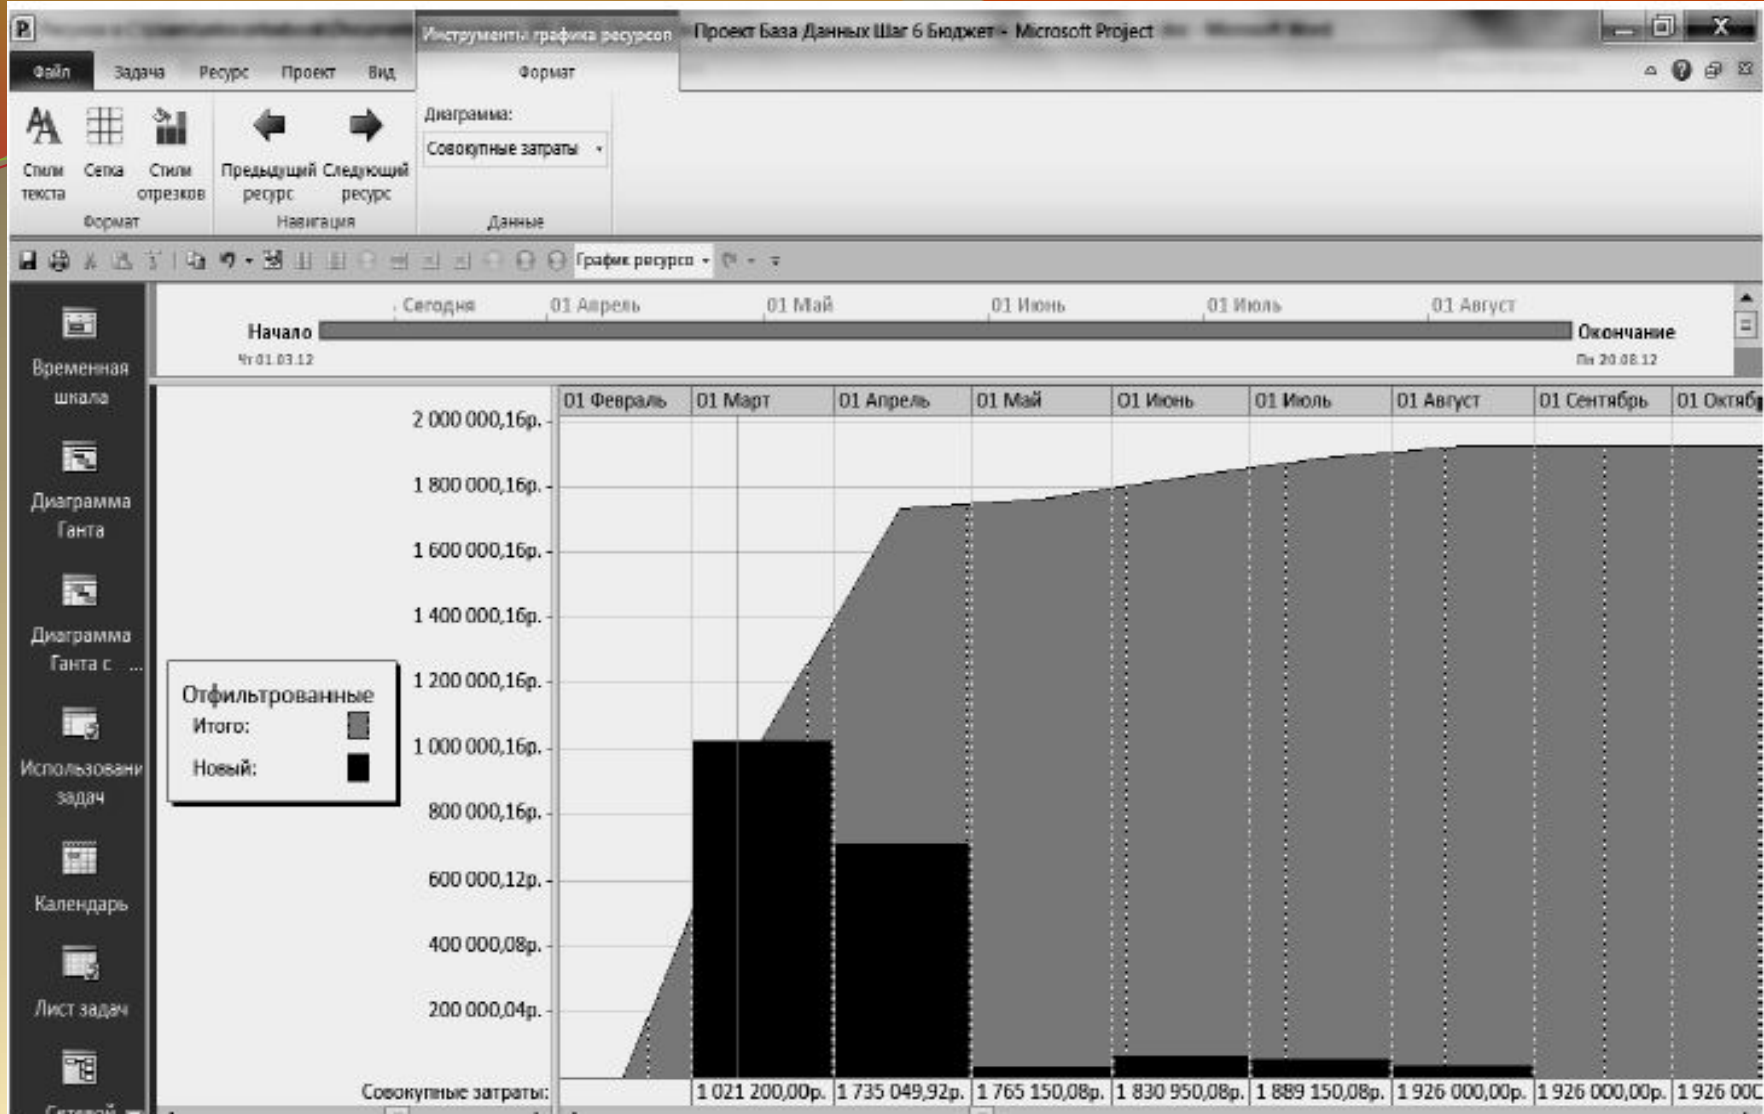 Инструменты графика ресурсов
Проект База Данных Шаг 6 Бюджет - Microsoft Project
Файл Задача Ресурс Проект Вид Формат
Диаграмма:
Совокупные затраты
Стили текста
Сетка
Стили отрезков
Предыдущий ресурс
Следующий ресурс
Формат Навигация Данные
График ресурсо
Сегодня 01 Апрель 01 Май 01 Июнь 01 Июль 01 Август
Начало
Чт 01.03.12
Окончание
Пн 20.08.12
Временная
шкала
Диаграмма
Ганта
Диаграмма
Ганта с ...
Использовани
задач
Календарь
Лист задач
Сетевой
01 Февраль 01 Март 01 Апрель 01 Май 01 Июнь 01 Июль 01 Август 01 Сентябрь 01 Октяб
2 000 000,16р.
1 800 000,16р.
1 600 000,16р.
1 400 000,16р.
1 200 000,16р.
1 000 000,16р.
800 000,16р.
600 000,12р.
400 000,08р.
200 000,04р.
Отфильтрованные
Итого:
Новый:
Совокупные затраты: 1 021 200,00р. 1 735 049,92р. 1 765 150,08р. 1 830 950,08р. 1 889 150,08р. 1 926 000,00р. 1 926 000,00р. 1 926 000